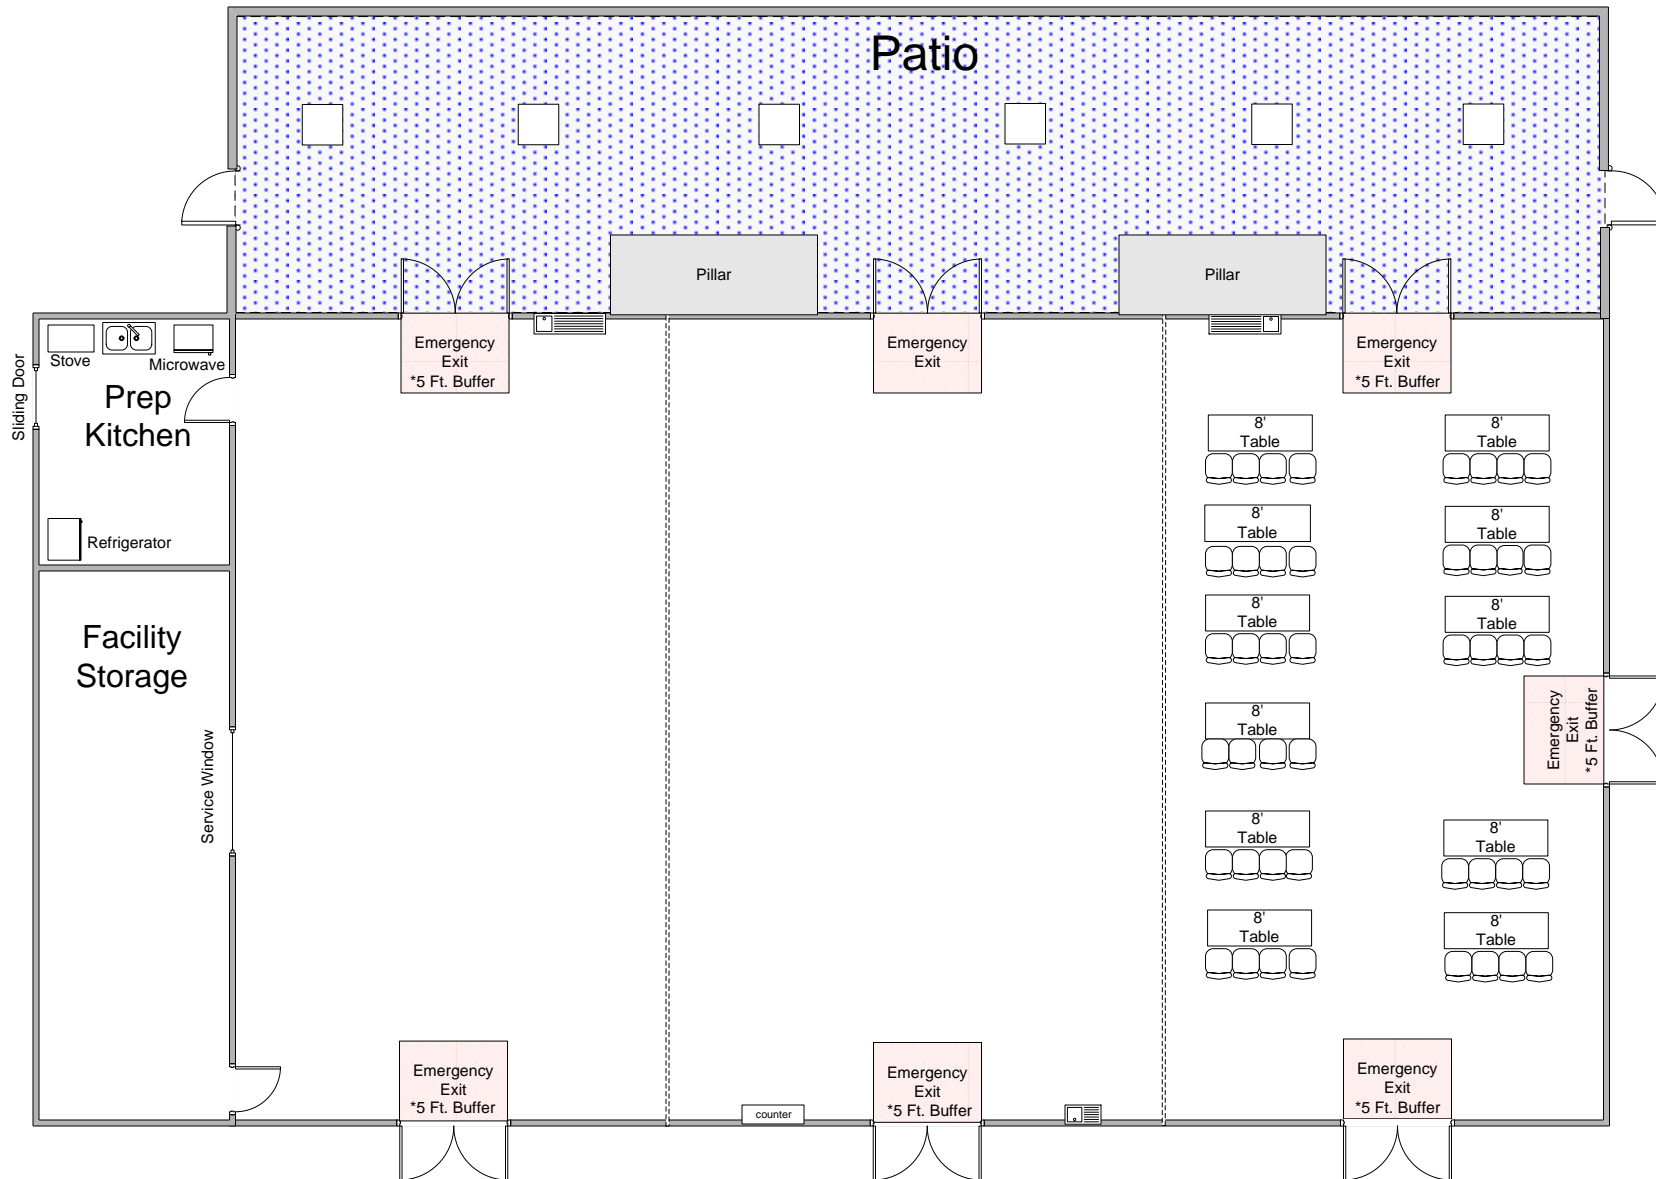 Patio
Pillar
Pillar
Emergency
Exit
*5 Ft. Buffer
Emergency
Exit
Emergency
Exit
*5 Ft. Buffer
Stove
Microwave
Sliding Door
Prep
Kitchen
Refrigerator
Facility
Storage
Service Window
8'
Table
8'
Table
8'
Table
8'
Table
8'
Table
8'
Table
8'
Table
Emergency
Exit
*5 Ft. Buffer
8'
Table
8'
Table
8'
Table
8'
Table
Emergency
Exit
*5 Ft. Buffer
counter
Emergency
Exit
*5 Ft. Buffer
Emergency
Exit
*5 Ft. Buffer